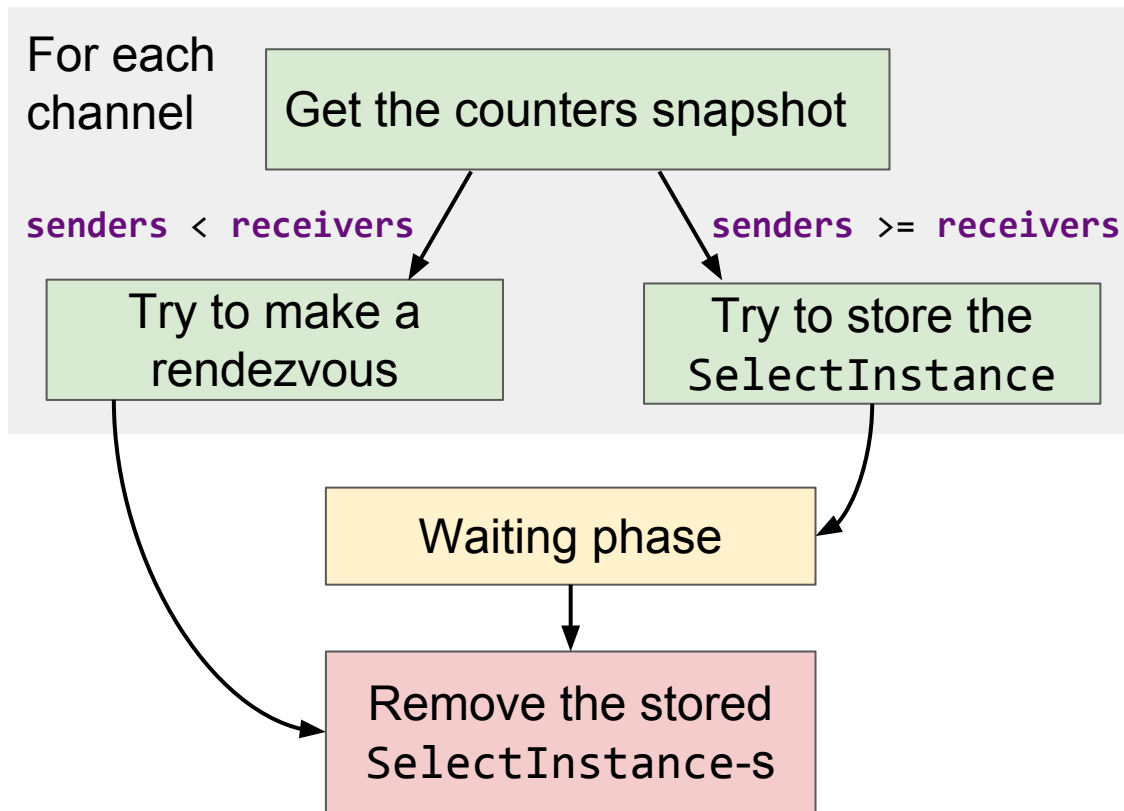 For each
channel
Get the counters snapshot
senders < receivers
senders >= receivers
Try to make a
rendezvous
Try to store the
SelectInstance
Waiting phase
Remove the stored
SelectInstance-s